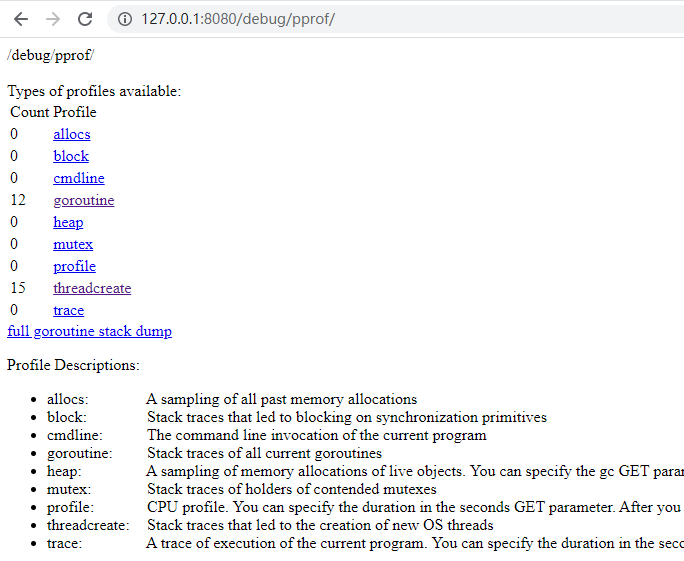 127.0.0.1:8080/debug/pprof/
/debug/pprof/
Types of profiles available:
Count Profile
0 allocs
0 block
0 cmdline
12 goroutine
0 heap
0 mutex
0 profile
15 threadcreate
0 trace
full goroutine stack dump
Profile Descriptions:
• allocs: A sampling of all past memory allocations
• block: Stack traces that led to blocking on synchronization primitives
• cmdline: The command line invocation of the current program
• goroutine: Stack traces of all current goroutines
• heap: A sampling of memory allocations of live objects. You can specify the gc GET para
• mutex: Stack traces of holders of contended mutexes
• profile: CPU profile. You can specify the duration in the seconds GET parameter. After you
• threadcreate: Stack traces that led to the creation of new OS threads
• trace: A trace of execution of the current program. You can specify the duration in the seco